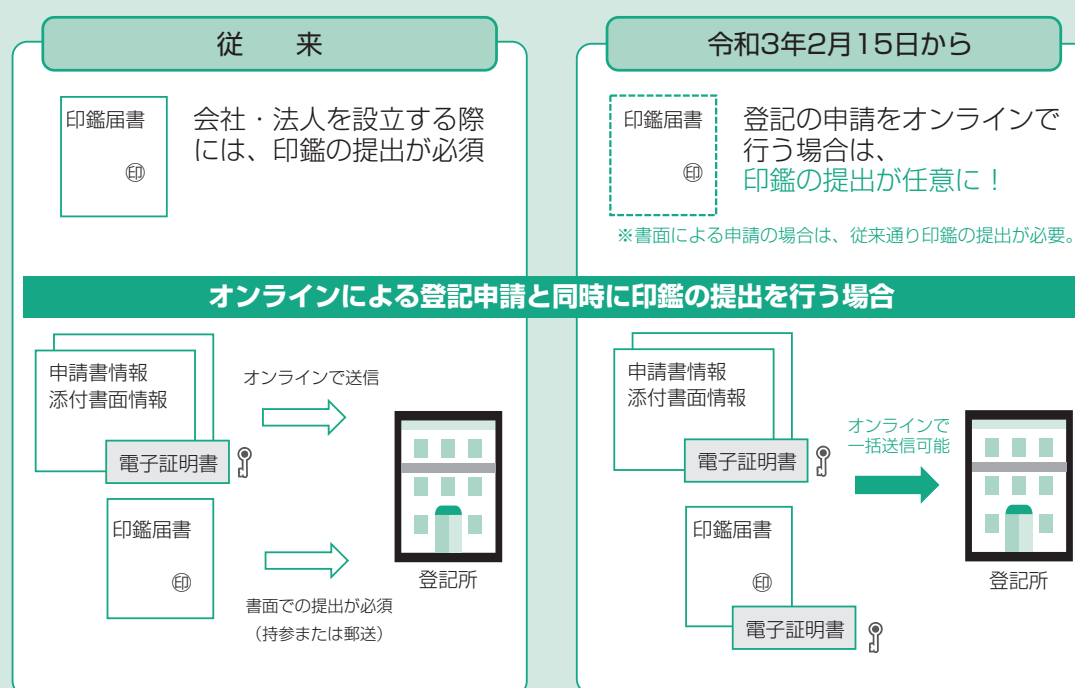 従　来
印鑑届書
㊞
会社・法人を設立する際
には、印鑑の提出が必須
令和3年2月15日から
印鑑届書
㊞
登記の申請をオンラインで
行う場合は、
印鑑の提出が任意に！
※書面による申請の場合は、従来通り印鑑の提出が必要。
オンラインによる登記申請と同時に印鑑の提出を行う場合
申請書情報
添付書面情報
電子証明書
オンラインで送信
印鑑届書
㊞
書面での提出が必須
（持参または郵送）
登記所
申請書情報
添付書面情報
電子証明書
オンラインで
一括送信可能
印鑑届書
㊞
電子証明書
登記所